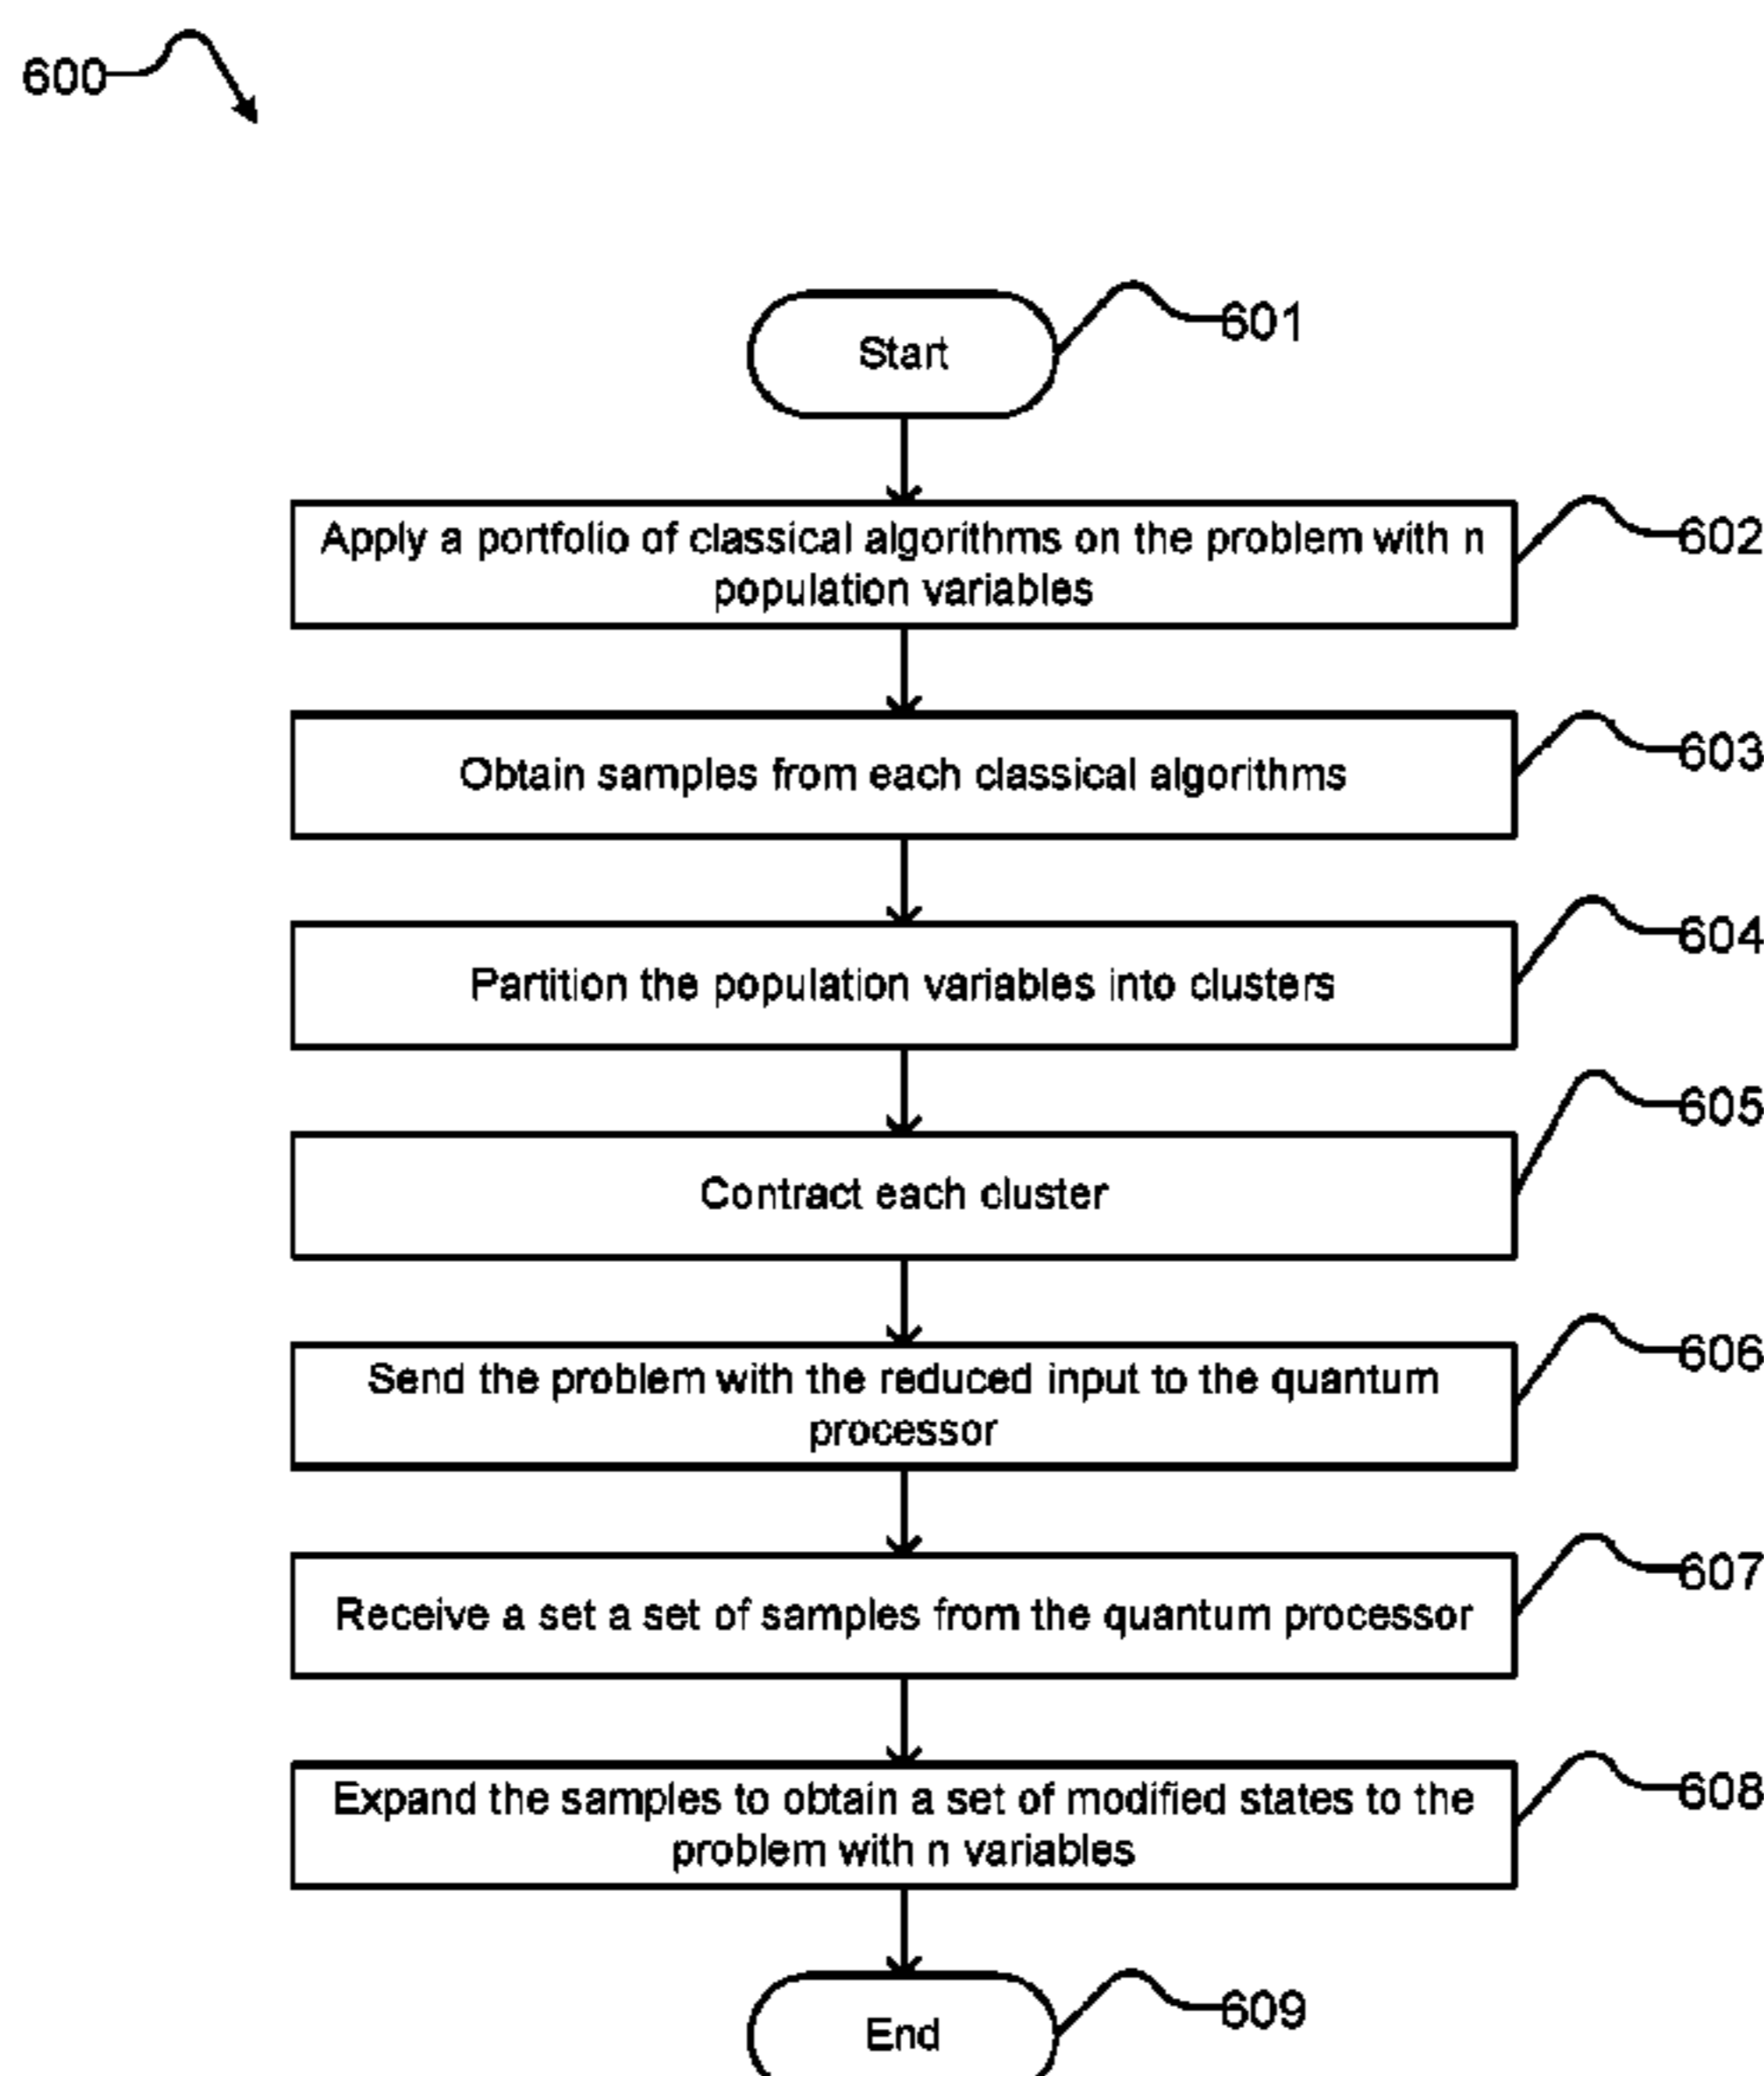 600
Start
601
Apply a portfolio of classical algorithms on the problem with n
population variables
602
Obtain samples from each classical algorithms
603
Partition the population variables into clusters
604
Contract each cluster
605
Send the problem with the reduced input to the quantum
processor
606
Receive a set a set of samples from the quantum processor
607
Expand the samples to obtain a set of modified states to the
problem with n variables
608
End
609